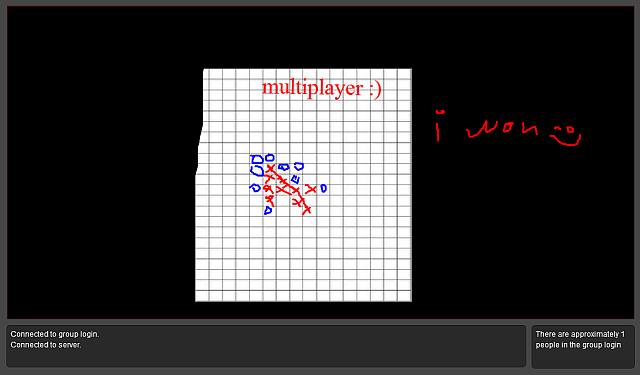 multiplayer :)
i won :)
Connected to group login.
Connected to server.
There are approximately 1
people in the group login